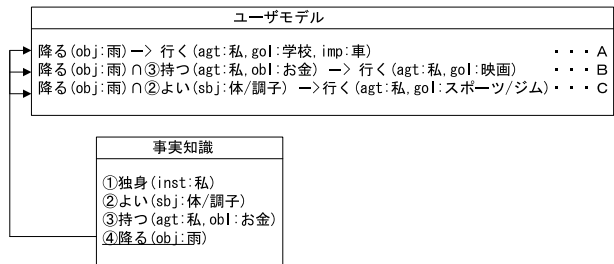 ユーザモデル
降る(obj:雨)―> 行く(agt:私,gol:学校,imp:車) ・・・A
降る(obj:雨)∩③持つ(agt:私,obl:お金) ―> 行く(agt:私,gol:映画) ・・・B
降る(obj:雨)∩②よい(sbj:体/調子) ―>行く(agt:私,gol:スポーツ/ジム)・・・C
事実知識
①独身(inst:私)
②よい(sbj:体/調子)
③持つ(agt:私,obl:お金)
④降る(obj:雨)